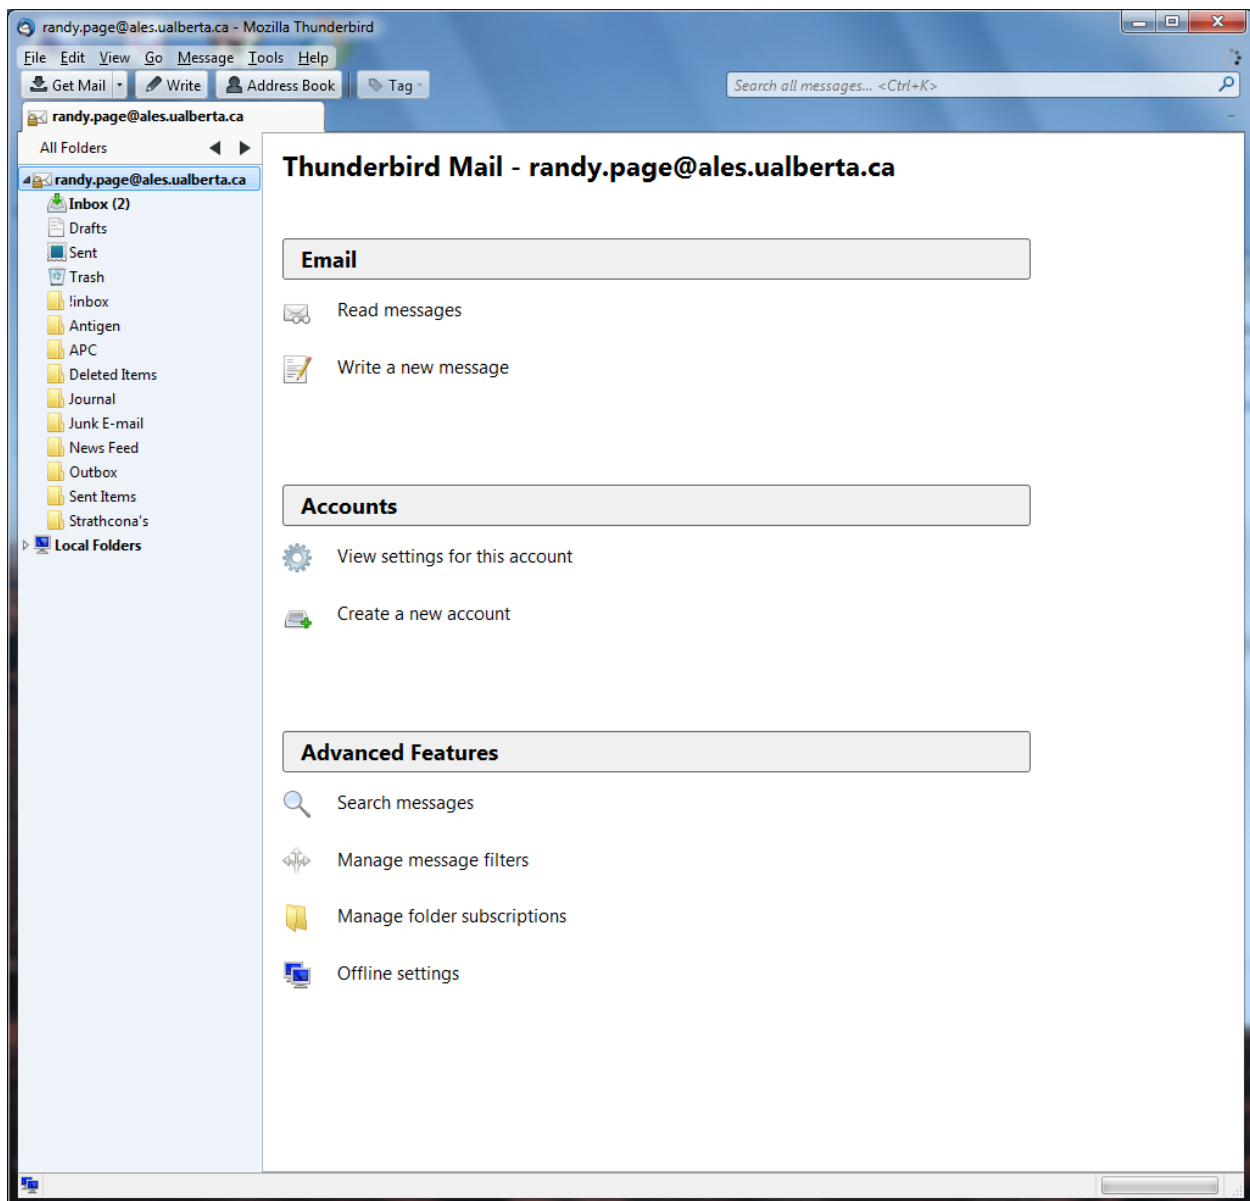 randy.page@ales.ualberta.ca - Mozilla Thunderbird
File Edit View Go Message Tools Help
Get Mail Write Address Book Tag Search all messages... <Ctrl+K>
randy.page@ales.ualberta.ca
All Folders
randy.page@ales.ualberta.ca
Inbox (2)
Drafts
Sent
Trash
!inbox
Antigen
APC
Deleted Items
Journal
Junk E-mail
News Feed
Outbox
Sent Items
Strathcona's
Local Folders
Thunderbird Mail - randy.page@ales.ualberta.ca
Email
Read messages
Write a new message
Accounts
View settings for this account
Create a new account
Advanced Features
Search messages
Manage message filters
Manage folder subscriptions
Offline settings